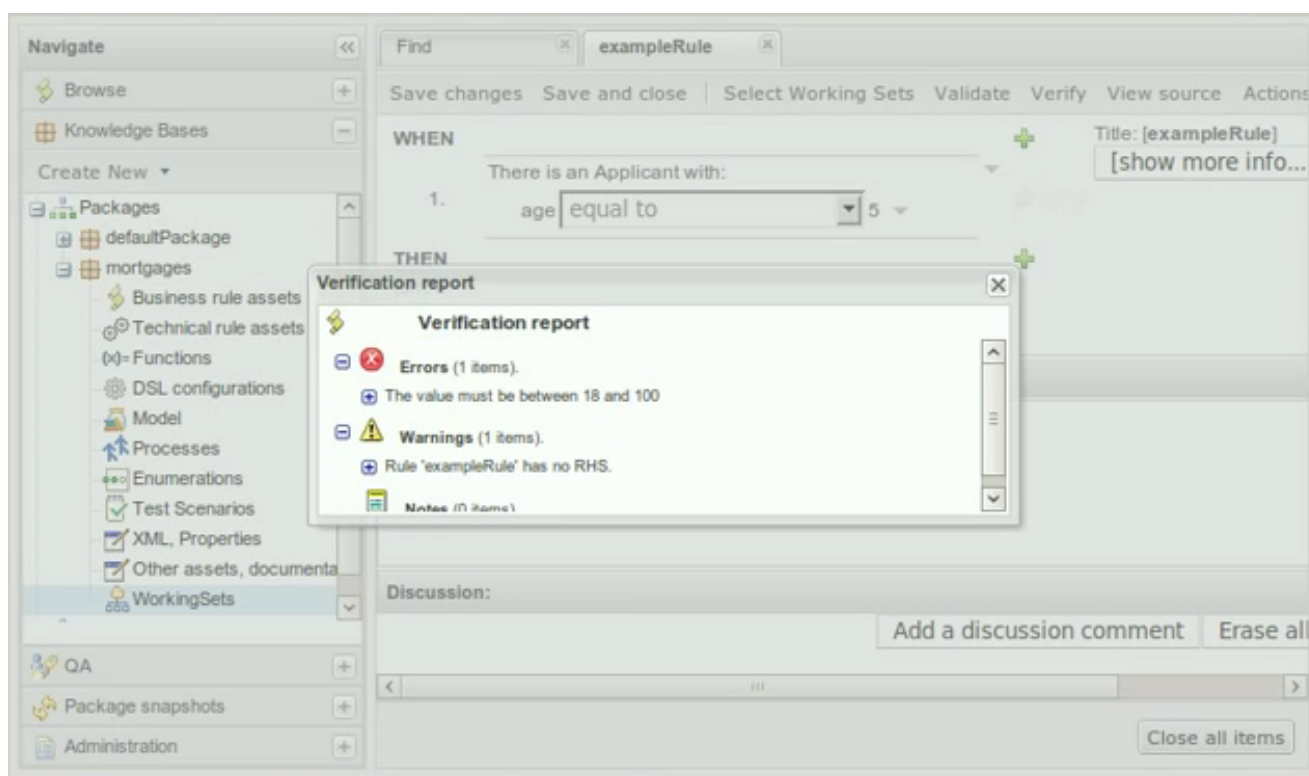 Navigate
Browse
Knowledge Bases
Create New
Packages
defaultPackage
mortgages
Business rule assets
Technical rule assets
(x)= Functions
DSL configurations
Model
Processes
Enumerations
Test Scenarios
XML, Properties
Other assets, documenta
WorkingSets
QA
Package snapshots
Administration
Find exampleRule
Save changes Save and close Select Working Sets Validate Verify View source Actions
WHEN
Title: [exampleRule]
[show more info...
There is an Applicant with:
1.
age equal to 5
THEN
Verification report
Verification report
Errors (1 items).
The value must be between 18 and 100
Warnings (1 items).
Rule 'exampleRule' has no RHS.
Notes (0 items)
Discussion:
Add a discussion comment Erase all
Close all items